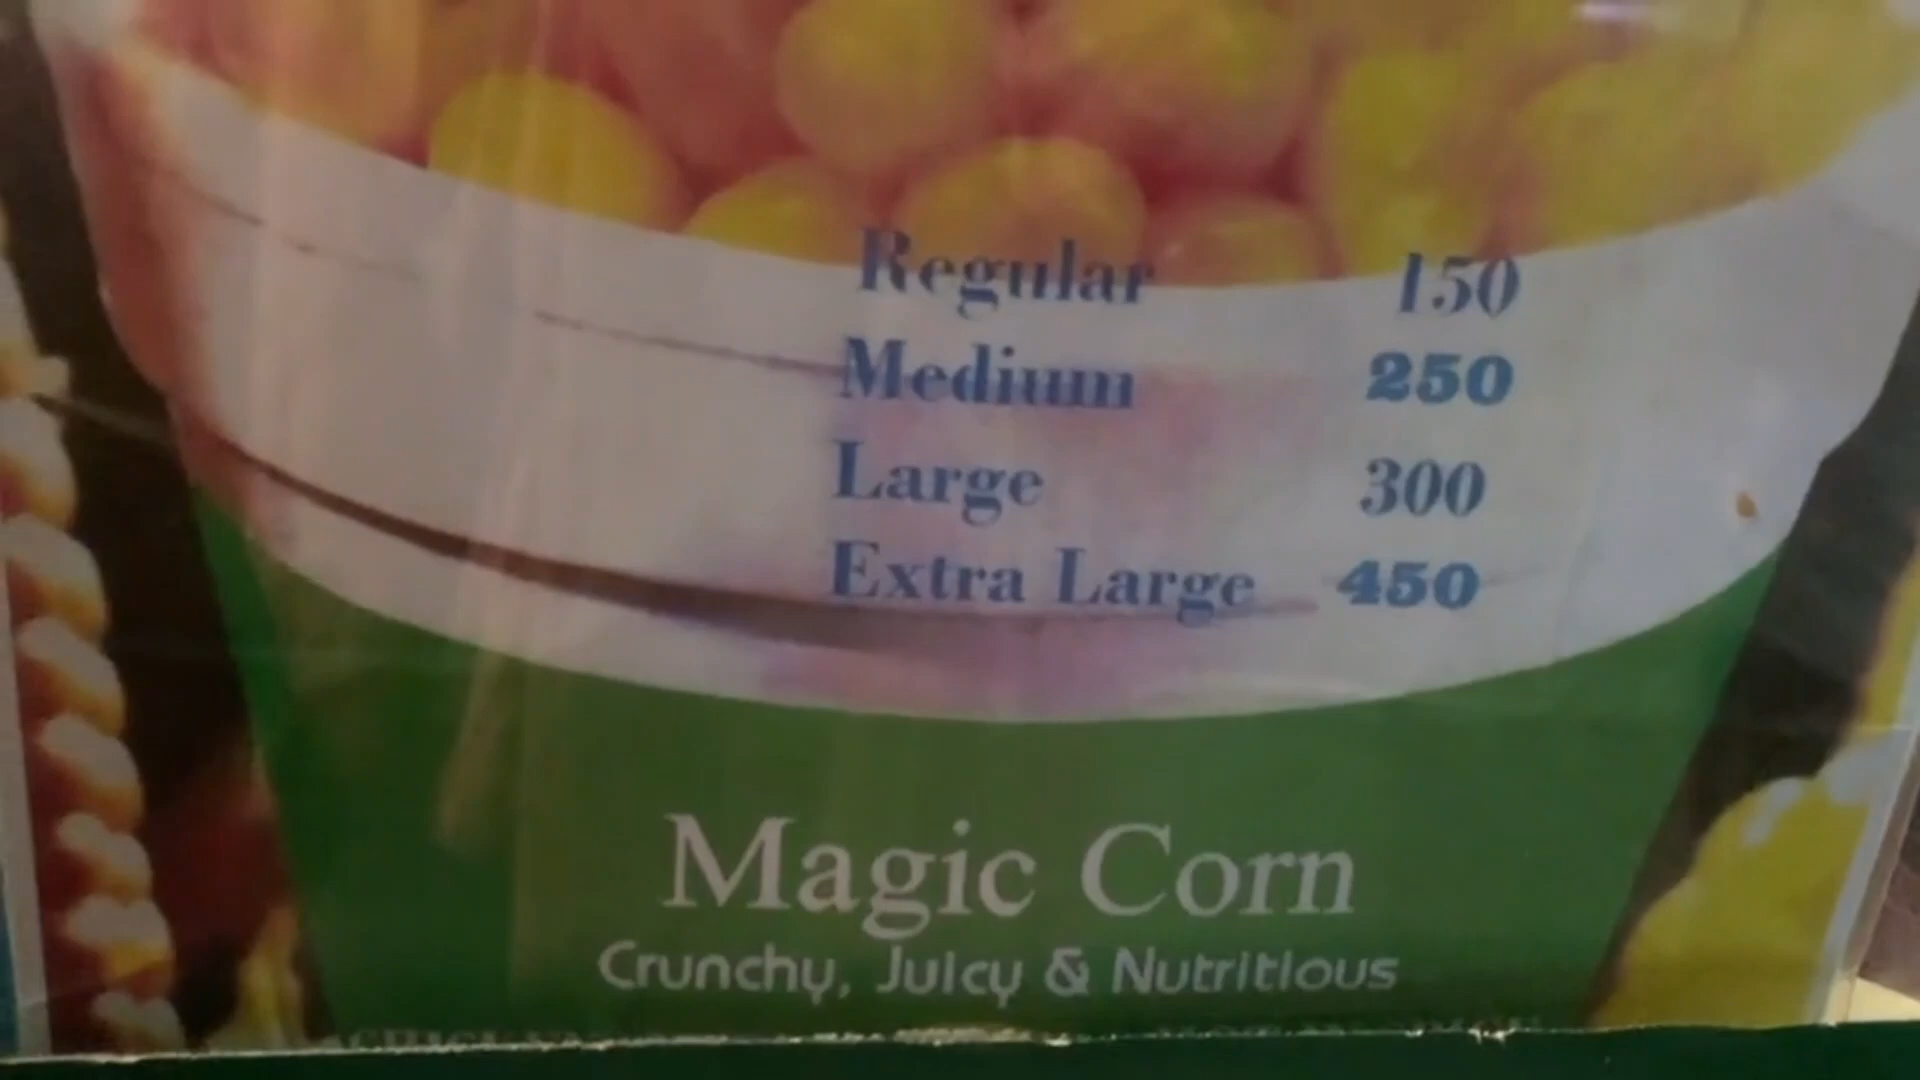 Regular 150
Medium 250
Large 300
Extra Large 450
Magic Corn
Crunchy, Juicy & Nutritious